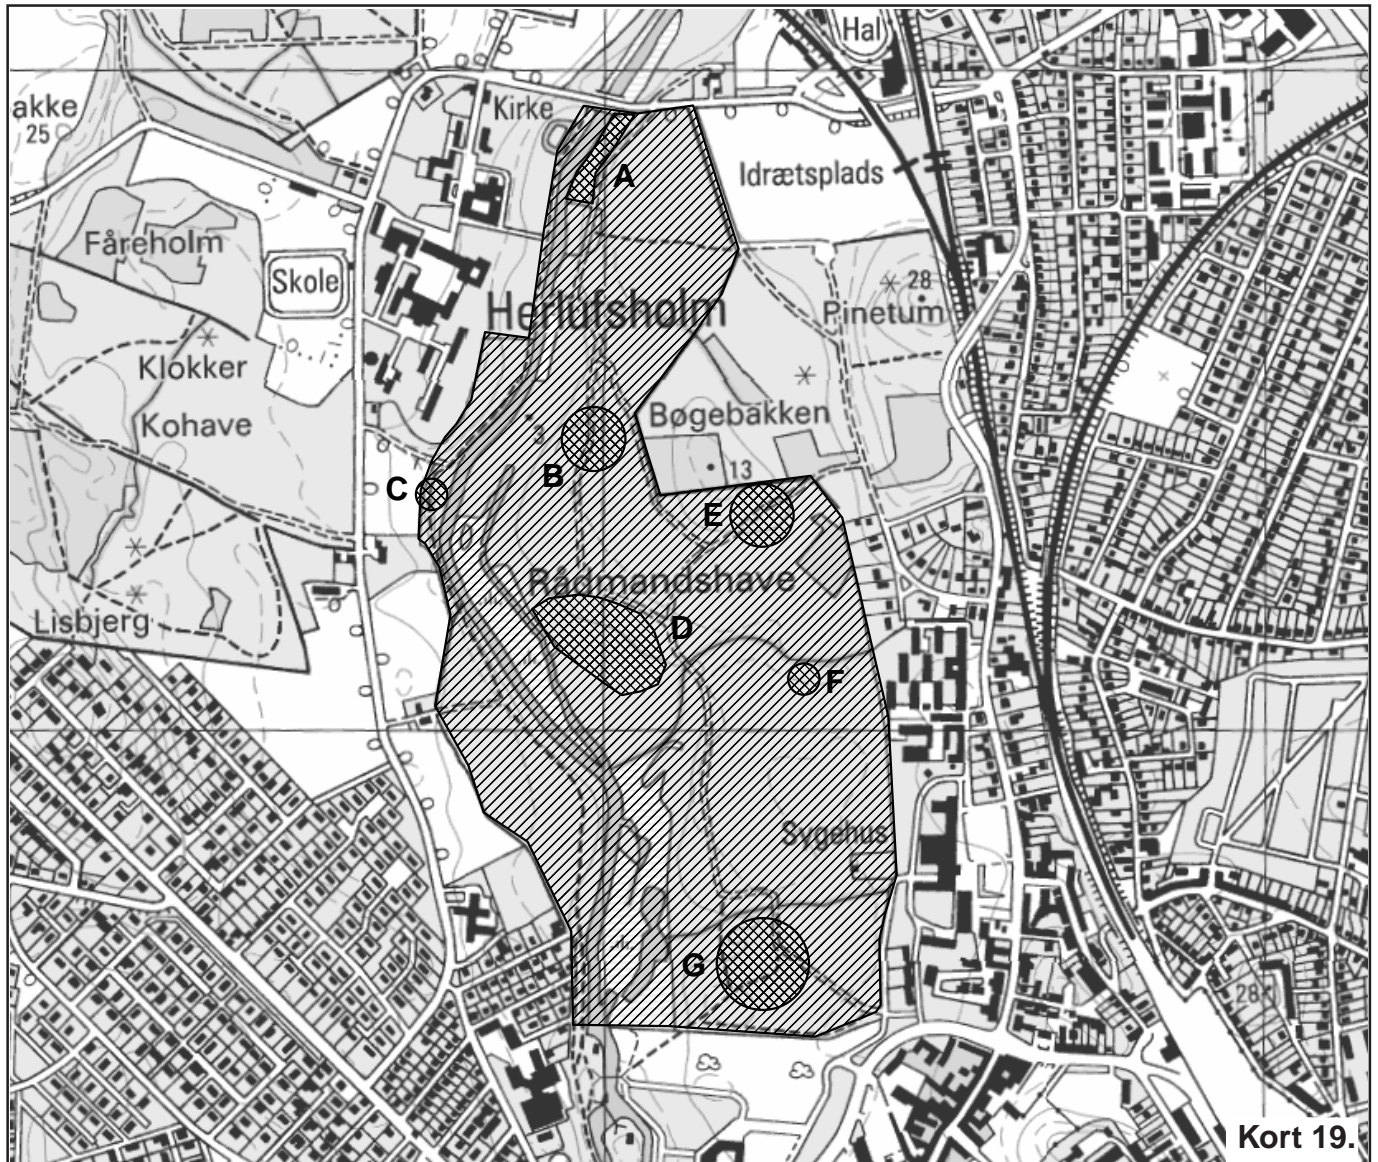 Hal
akke
25
Kirke
A
Idrætsplads
Fåreholm
Skole
28
Herlufsholm
Pinetum
Klokker
Kohave
Bøgebakken
3
B
13
C
E
Rådmandshave
Lisbjerg
D
F
Sygehus
G
28
Kort 19.